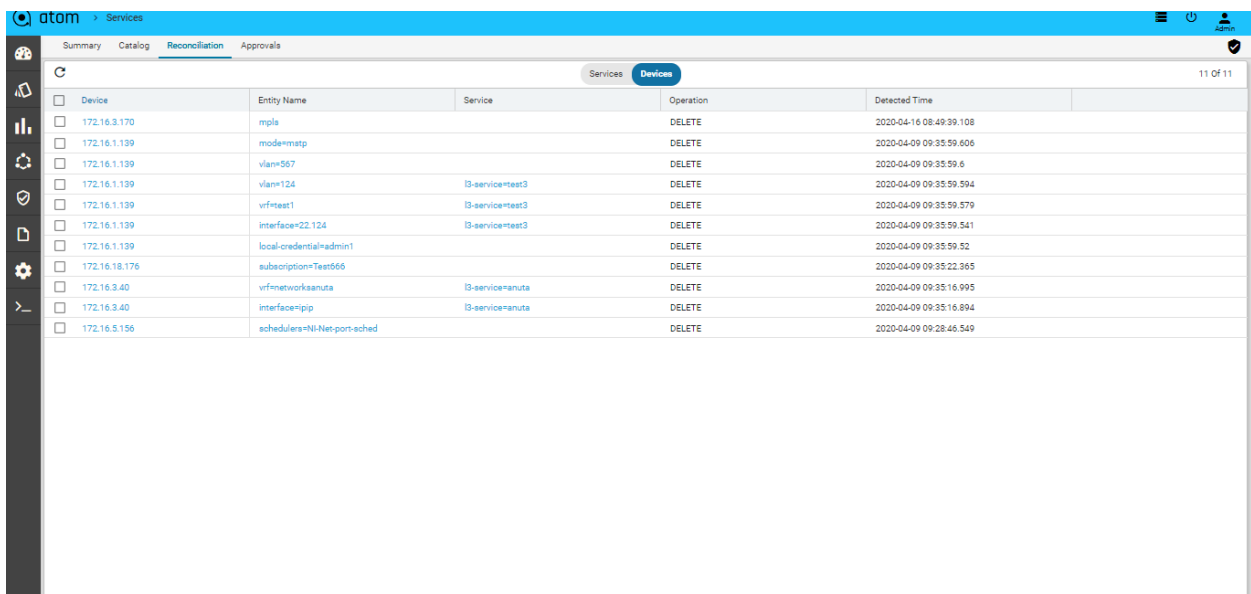 atom > Services
Admin
Summary Catalog Reconciliation Approvals
Services Devices 11 Of 11
Device Entity Name Service Operation Detected Time
172.16.3.170 mpls DELETE 2020-04-16 08:49:39.108
172.16.1.139 mode=mstp DELETE 2020-04-09 09:35:59.606
172.16.1.139 vlan=567 DELETE 2020-04-09 09:35:59.6
172.16.1.139 vlan=124 l3-service=test3 DELETE 2020-04-09 09:35:59.594
172.16.1.139 vrf=test1 l3-service=test3 DELETE 2020-04-09 09:35:59.579
172.16.1.139 interface=22.124 l3-service=test3 DELETE 2020-04-09 09:35:59.541
172.16.1.139 local-credential=admin1 DELETE 2020-04-09 09:35:59.52
172.16.18.176 subscription=Test666 DELETE 2020-04-09 09:35:22.365
172.16.3.40 vrf=networksanuta l3-service=anuta DELETE 2020-04-09 09:35:16.995
172.16.3.40 interface=ipip l3-service=anuta DELETE 2020-04-09 09:35:16.894
172.16.5.156 schedulers=NI-Net-port-sched DELETE 2020-04-09 09:28:46.549